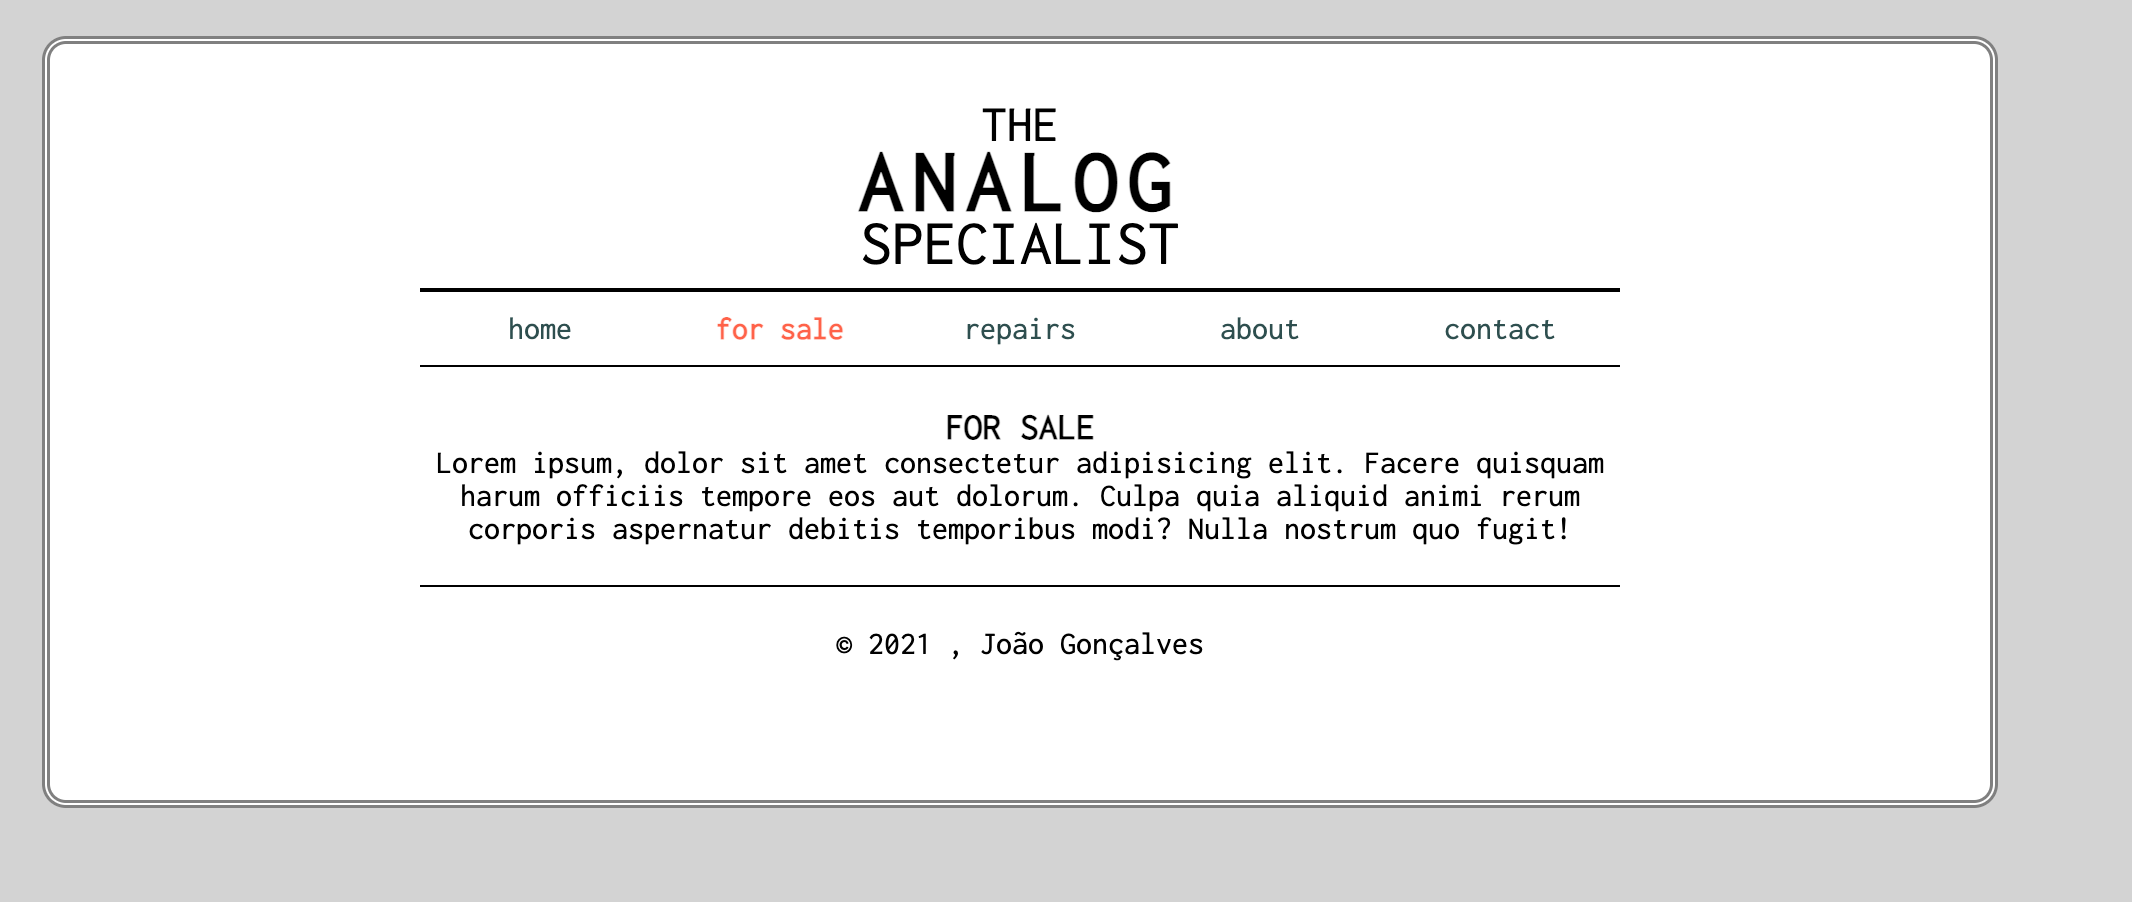 THE
ANALOG
SPECIALIST
home for sale repairs about contact
FOR SALE
Lorem ipsum, dolor sit amet consectetur adipisicing elit. Facere quisquam
harum officiis tempore eos aut dolorum. Culpa quia aliquid animi rerum
corporis aspernatur debitis temporibus modi? Nulla nostrum quo fugit!
© 2021 , João Gonçalves